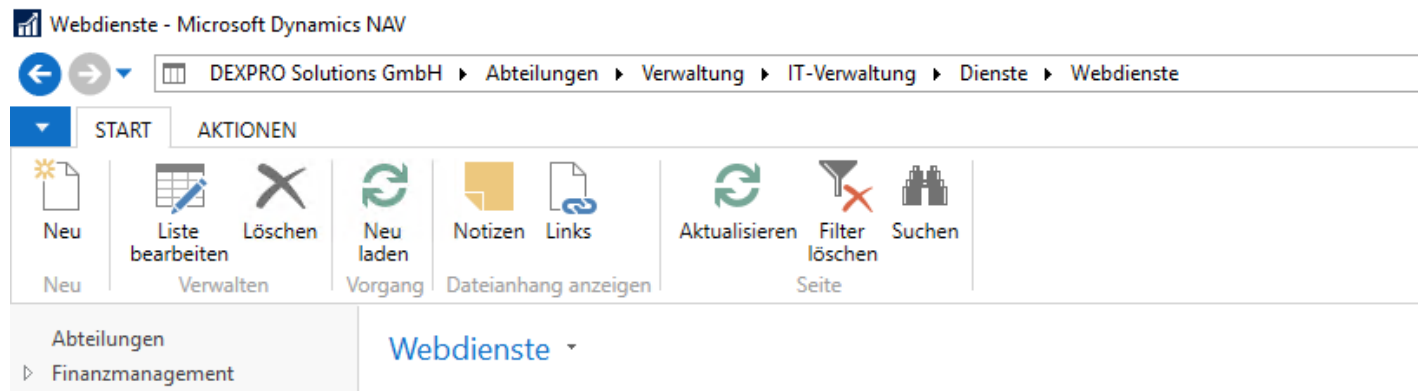 Webdienste - Microsoft Dynamics NAV
DEXPRO Solutions GmbH ▸ Abteilungen ▸ Verwaltung ▸ IT-Verwaltung ▸ Dienste ▸ Webdienste
START AKTIONEN
Neu Liste bearbeiten Löschen Neu laden Notizen Links Aktualisieren Filter löschen Suchen
Neu Verwalten Vorgang Dateianhang anzeigen Seite
Abteilungen
Webdienste
Finanzmanagement